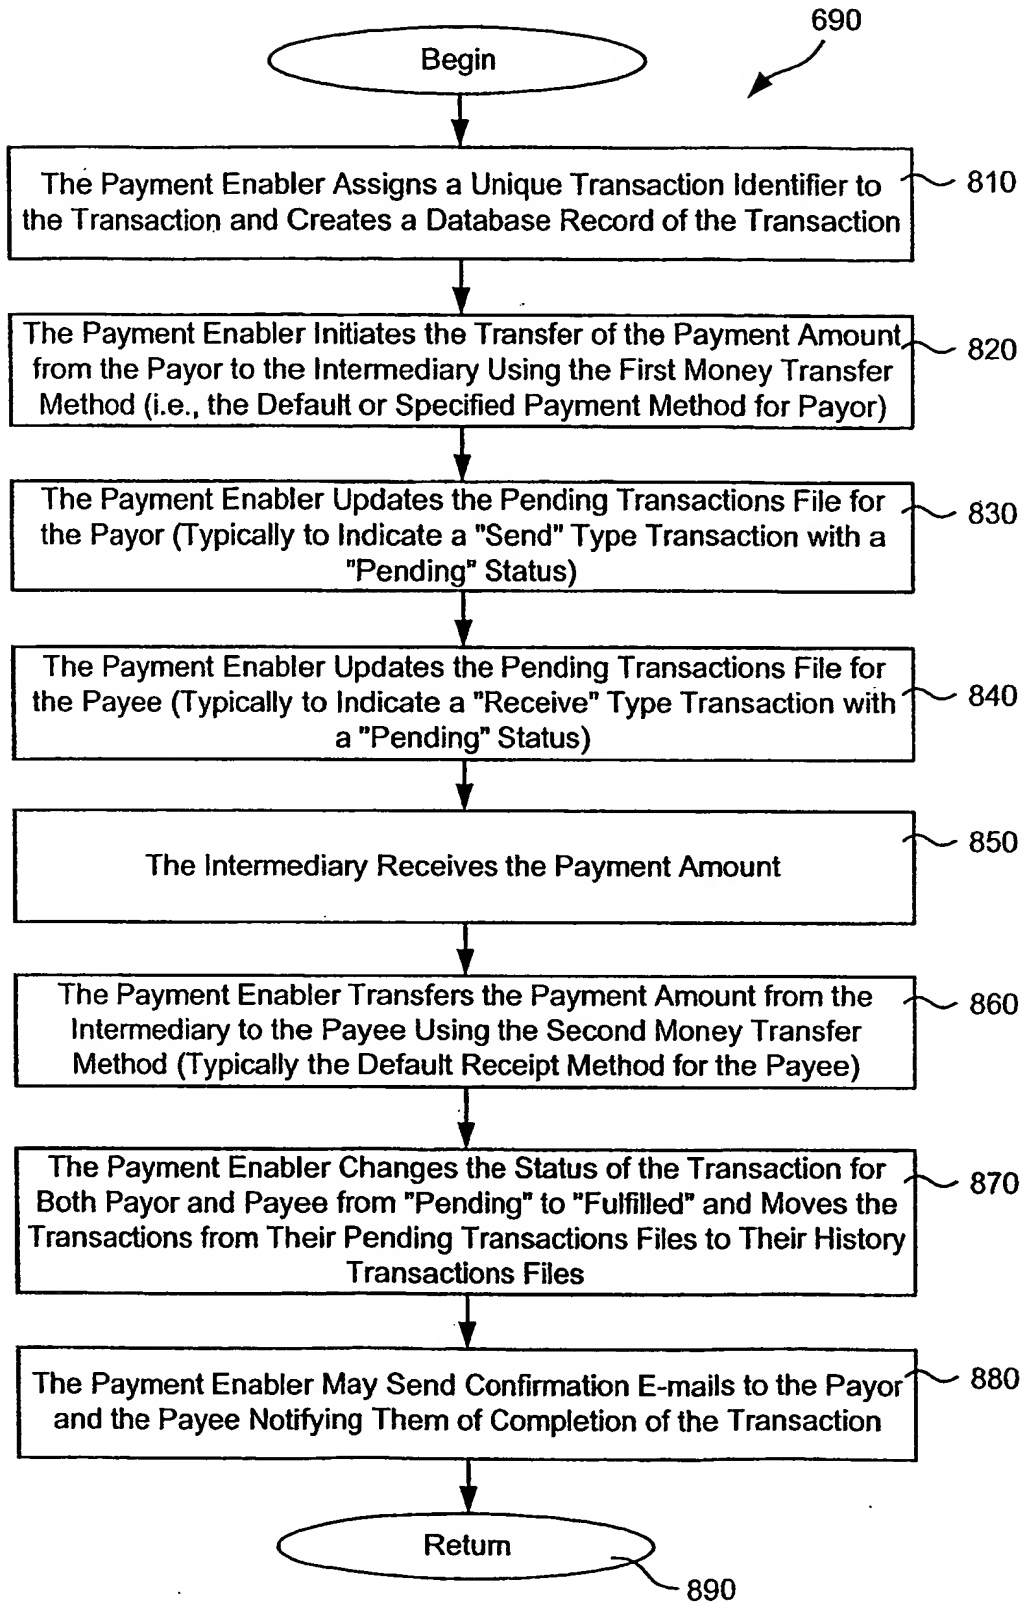 690
Begin
The Payment Enabler Assigns a Unique Transaction Identifier to
the Transaction and Creates a Database Record of the Transaction
810
The Payment Enabler Initiates the Transfer of the Payment Amount
from the Payor to the Intermediary Using the First Money Transfer
Method (i.e., the Default or Specified Payment Method for Payor)
820
The Payment Enabler Updates the Pending Transactions File for
the Payor (Typically to Indicate a "Send" Type Transaction with a
"Pending" Status)
830
The Payment Enabler Updates the Pending Transactions File for
the Payee (Typically to Indicate a "Receive" Type Transaction with
a "Pending" Status)
840
The Intermediary Receives the Payment Amount
850
The Payment Enabler Transfers the Payment Amount from the
Intermediary to the Payee Using the Second Money Transfer
Method (Typically the Default Receipt Method for the Payee)
860
The Payment Enabler Changes the Status of the Transaction for
Both Payor and Payee from "Pending" to "Fulfilled" and Moves the
Transactions from Their Pending Transactions Files to Their History
Transactions Files
870
The Payment Enabler May Send Confirmation E-mails to the Payor
and the Payee Notifying Them of Completion of the Transaction
880
Return
890